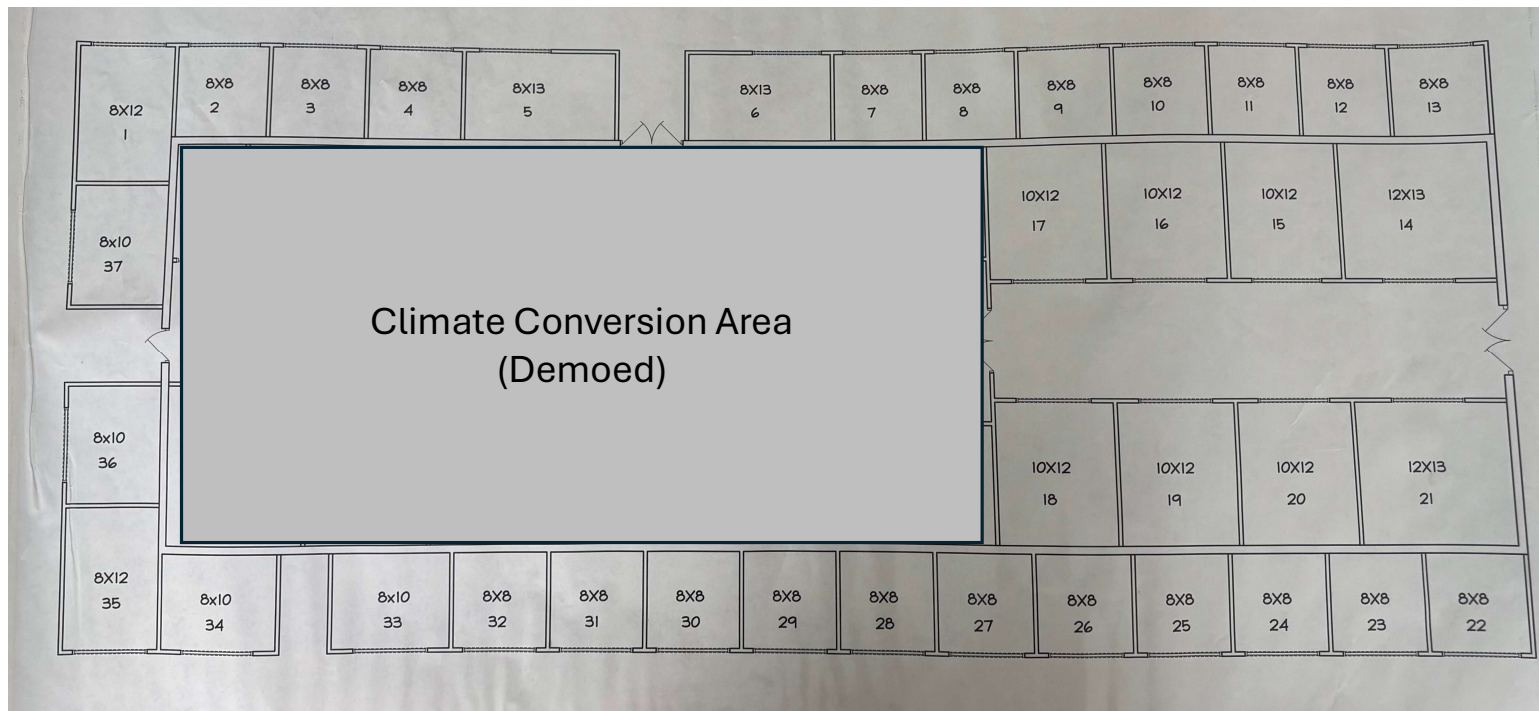 8X12
1
8X8
2
8X8
3
8X8
4
8X13
5
8X13
6
8X8
7
8X8
8
8X8
9
8X8
10
8X8
11
8X8
12
8X8
13
8x10
37
10X12
17
10X12
16
10X12
15
12X13
14
Climate Conversion Area
(Demoed)
8x10
36
10X12
18
10X12
19
10X12
20
12X13
21
8X12
35
8x10
34
8x10
33
8X8
32
8X8
31
8X8
30
8X8
29
8X8
28
8X8
27
8X8
26
8X8
25
8X8
24
8X8
23
8X8
22